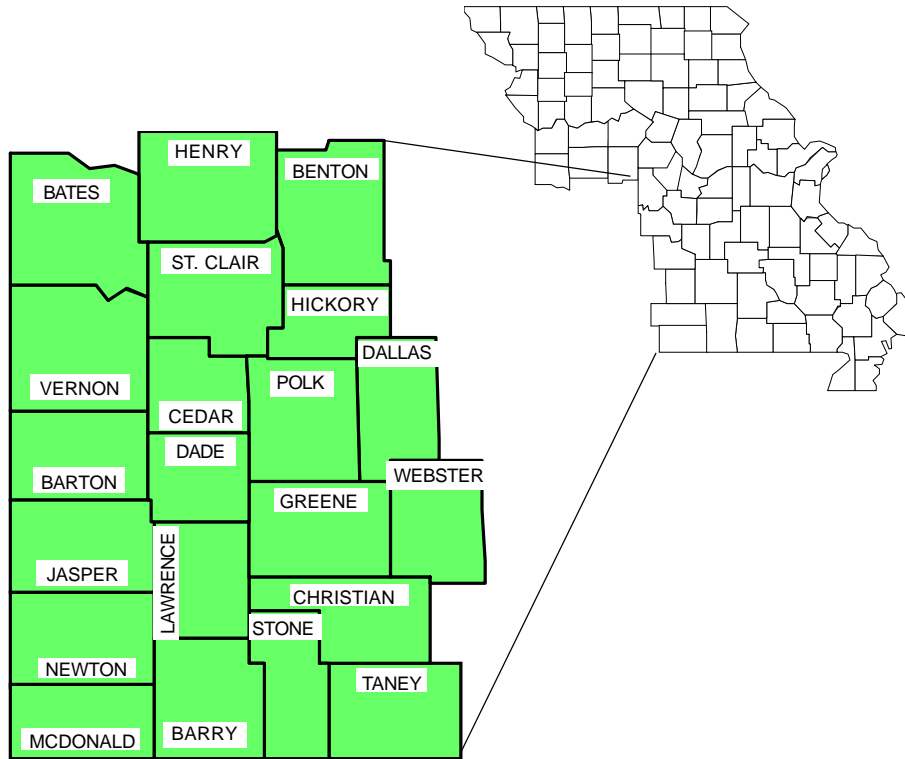 HENRY
BENTON
BATES
ST. CLAIR
HICKORY
DALLAS
VERNON
POLK
CEDAR
DADE
BARTON
WEBSTER
GREENE
LAWRENCE
JASPER
CHRISTIAN
STONE
NEWTON
TANEY
BARRY
MCDONALD